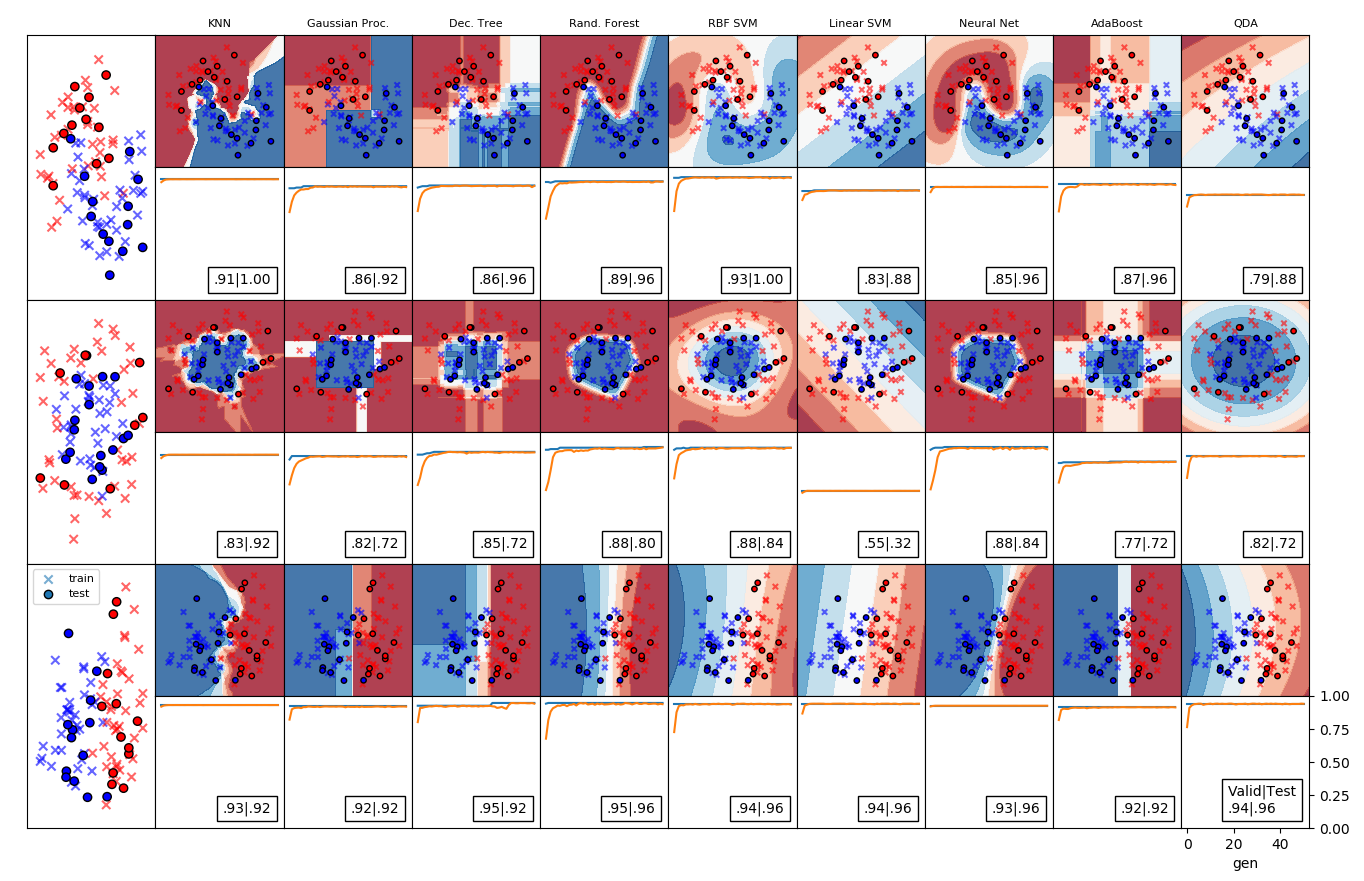 KNN Gaussian Proc. Dec. Tree Rand. Forest RBF SVM Linear SVM Neural Net AdaBoost QDA
.91|1.00 .86|.92 .86|.96 .89|.96 .93|1.00 .83|.88 .85|.96 .87|.96 .79|.88
.83|.92 .82|.72 .85|.72 .88|.80 .88|.84 .55|.32 .88|.84 .77|.72 .82|.72
train
test
1.00
0.75
0.50
0.25
Valid|Test
.93|.92 .92|.92 .95|.92 .95|.96 .94|.96 .94|.96 .93|.96 .92|.92 .94|.96
0.00
0 20 40
gen